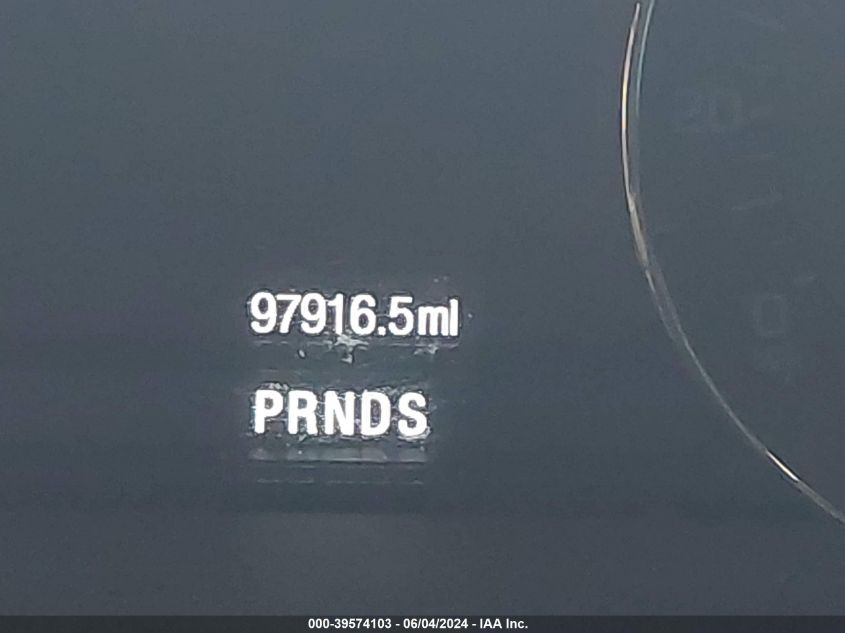 97916.5mI
PRNDS
000-39574103 - 06/04/2024 - IAA Inc.